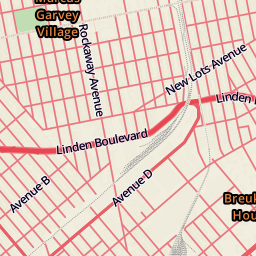 Marcus
Garvey
Village
Rockaway Avenue
New Lots Avenue
Linden
Linden Boulevard
Avenue B
Avenue D
Breuk
Hou